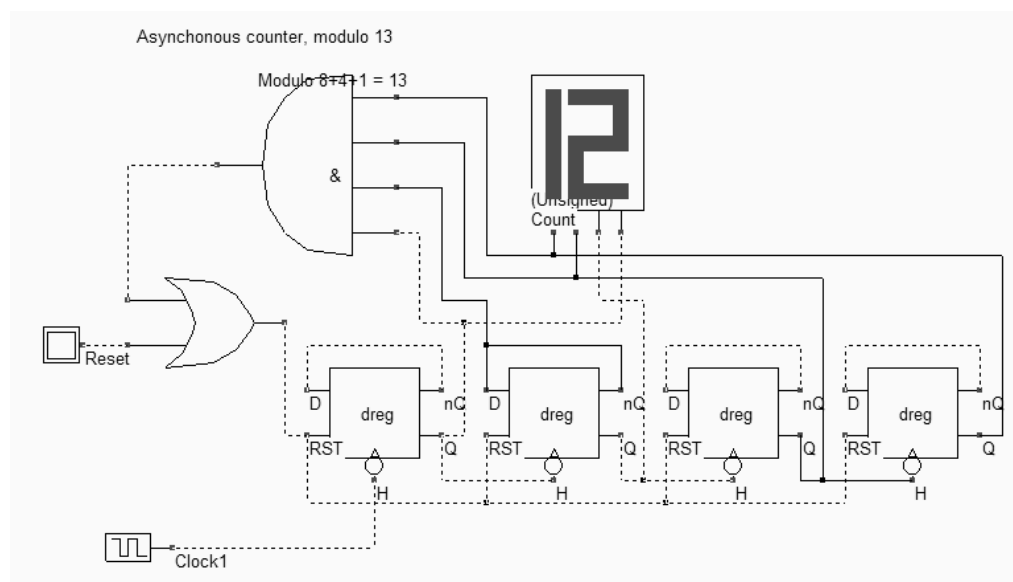 Asynchonous counter, modulo 13
Modulo 8+4+1 = 13
12
&
(Unsigned)
Count
Reset
D
dreg
nQ
D
dreg
nQ
D
dreg
nQ
D
dreg
nQ
RST
Q
RST
Q
RST
Q
RST
Q
H
H
H
H
Clock1